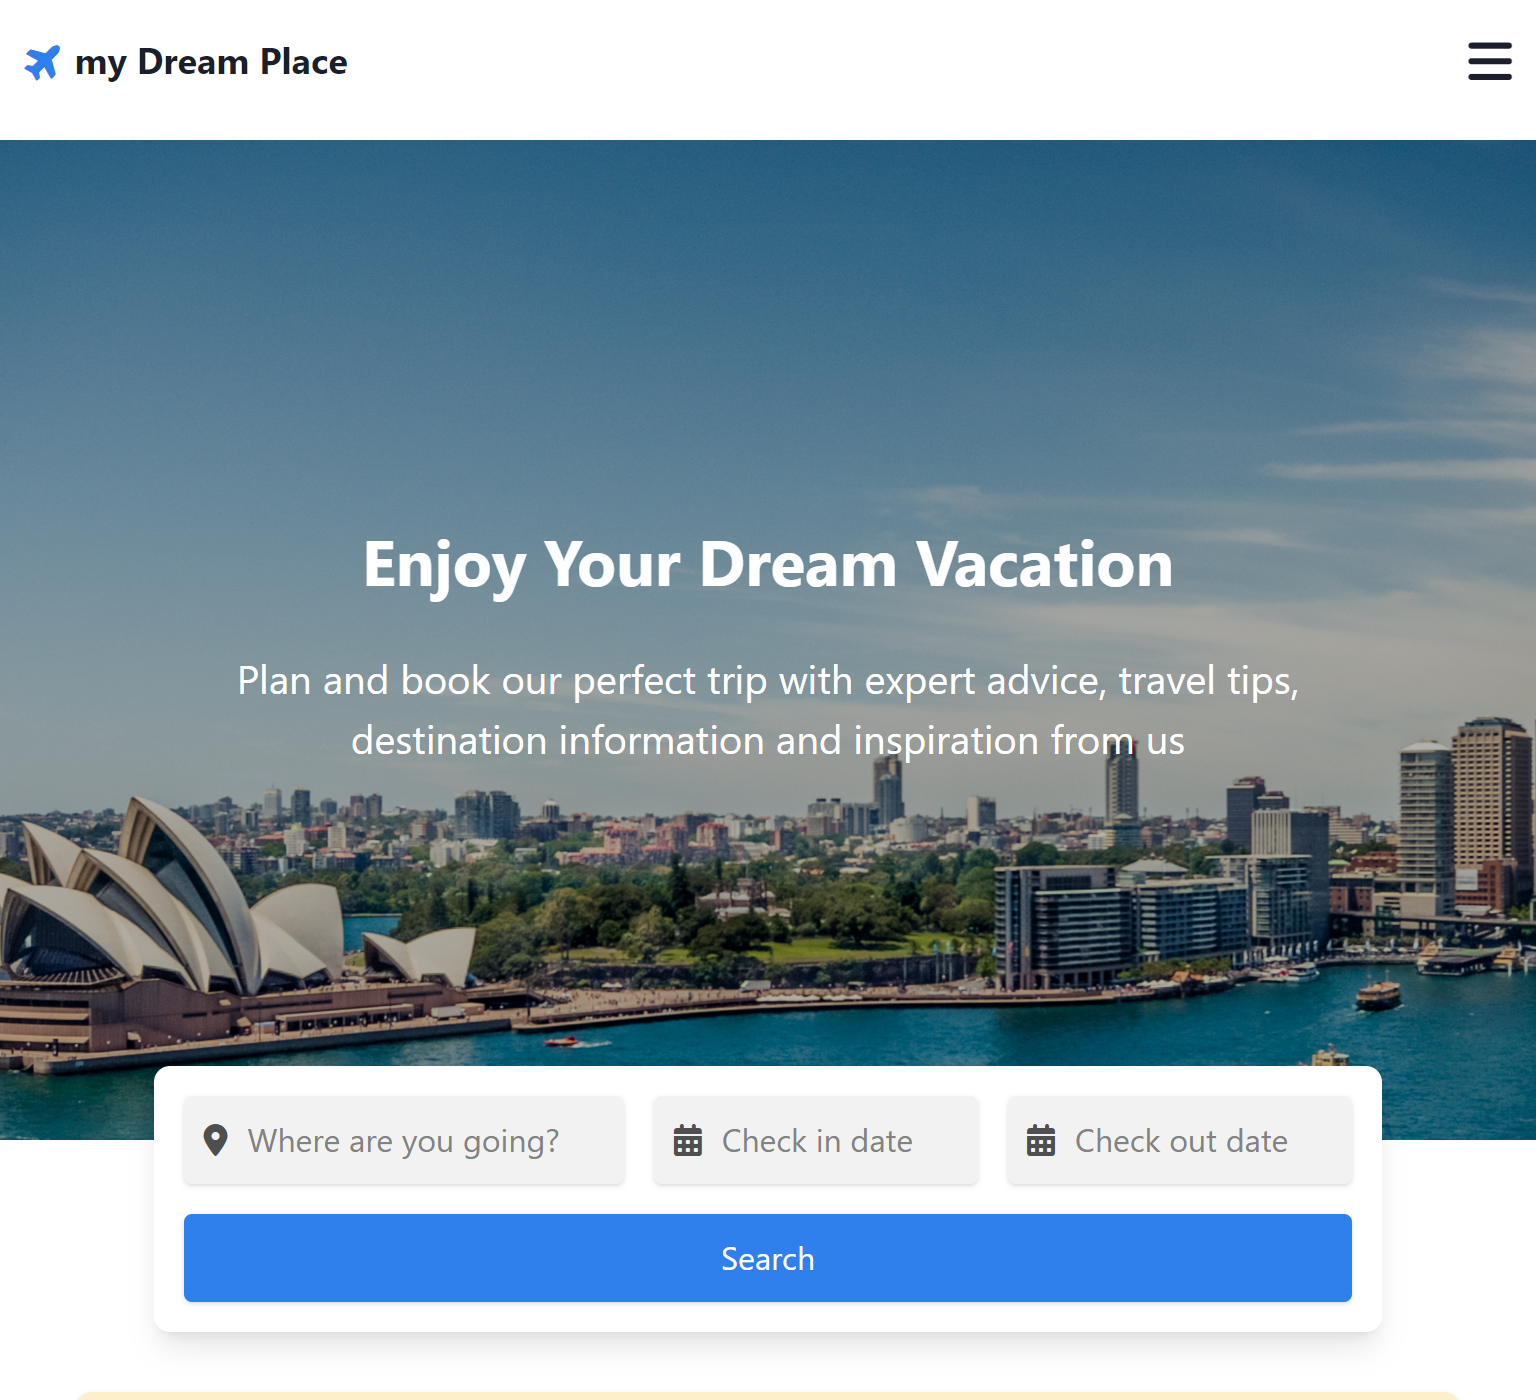 my Dream Place
Enjoy Your Dream Vacation
Plan and book our perfect trip with expert advice, travel tips,
destination information and inspiration from us
Where are you going?
Check in date
Check out date
Search